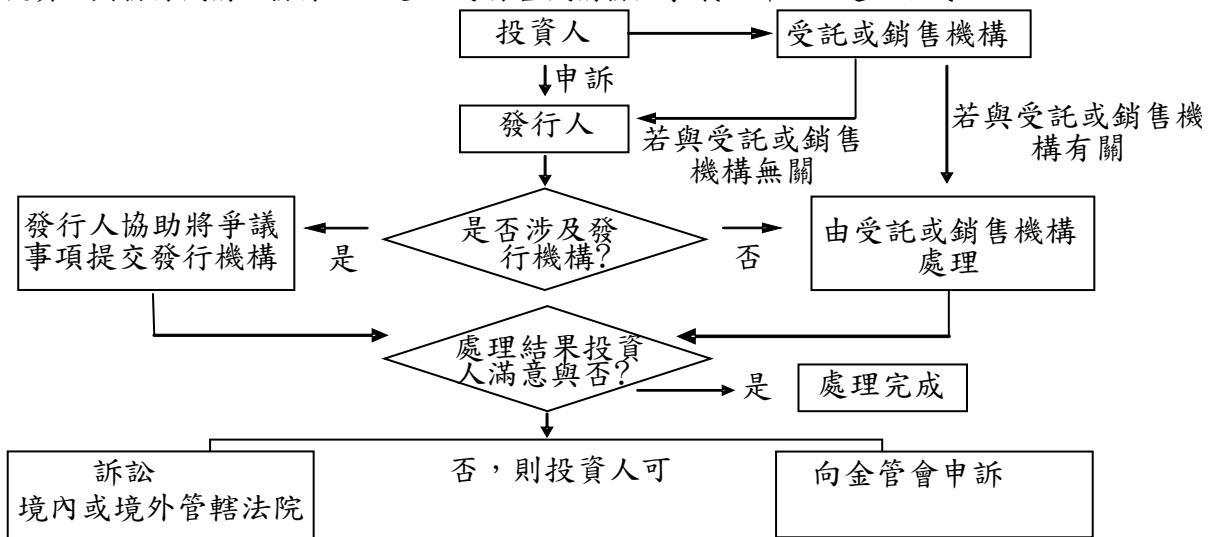 投資人
受託或銷售機構
申訴
發行人
若與受託或銷售
機構無關
若與受託或銷售機
構有關
發行人協助將爭議
事項提交發行機構
是
是否涉及發
行機構?
否
由受託或銷售機構
處理
處理結果投資
人滿意與否?
是
處理完成
訴訟
境內或境外管轄法院
否，則投資人可
向金管會申訴